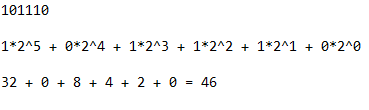 101110
1*2^5 + 0*2^4 + 1*2^3 + 1*2^2 + 1*2^1 + 0*2^0
32 + 0 + 8 + 4 + 2 + 0 = 46